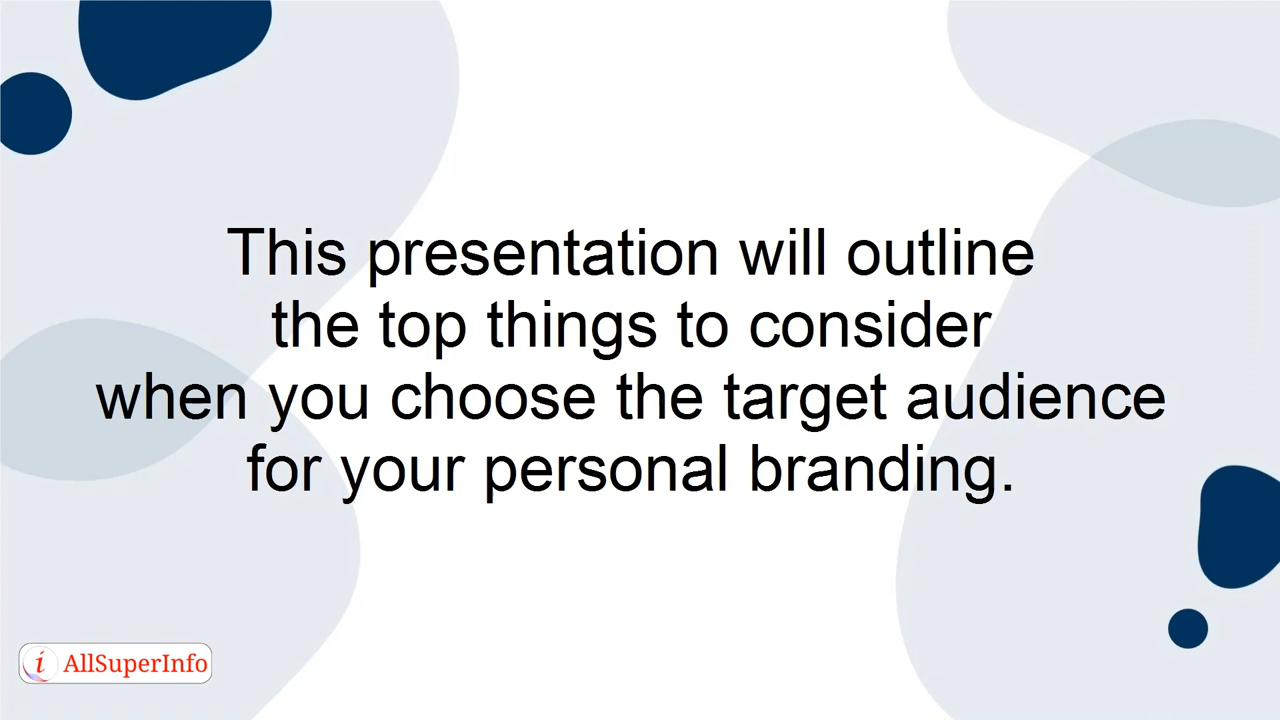 This presentation will outline
the top things to consider
when you choose the target audience
for your personal branding.
i AllSuperInfo